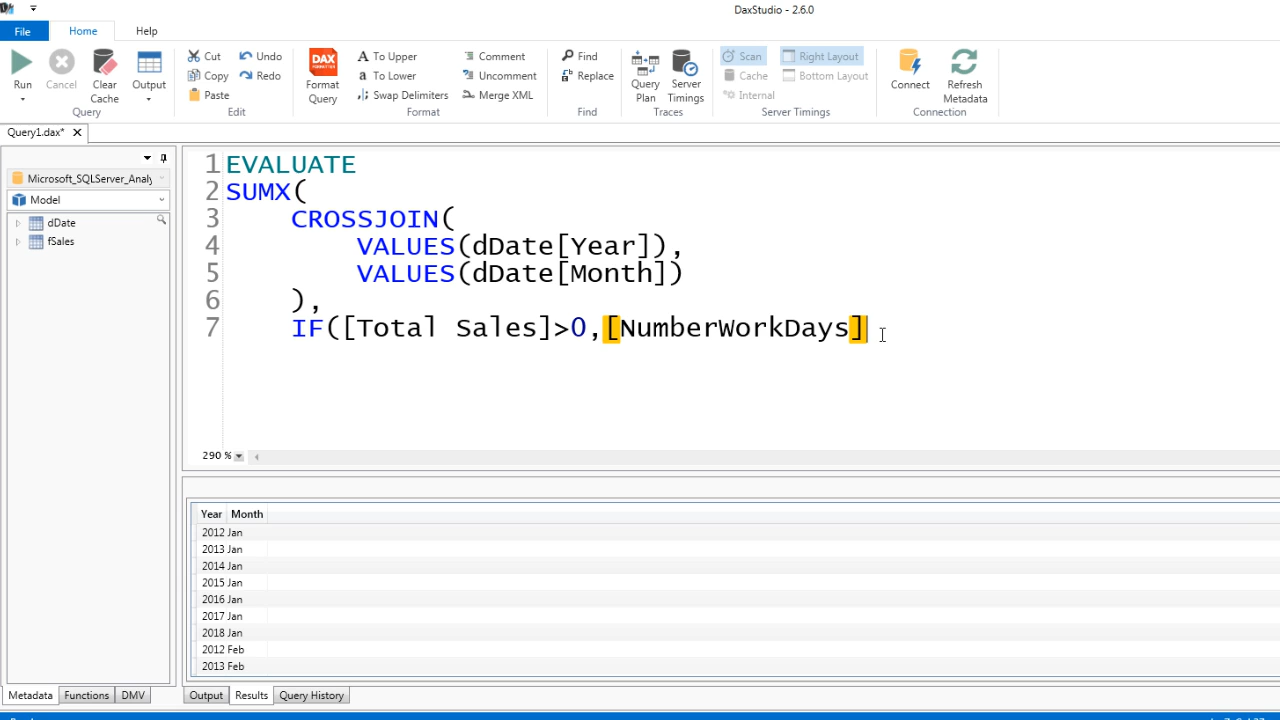 DaxStudio - 2.6.0
File Home Help
Run Cancel Clear Cache Output
Query
Cut Copy Paste Undo Redo
Edit
Format Query To Upper To Lower Swap Delimiters Comment Uncomment Merge XML
Format
Find Replace
Find
Query Plan Server Timings
Traces
Scan Cache Internal Right Layout Bottom Layout
Server Timings
Connect Refresh Metadata
Connection
Query1.dax*
Microsoft_SQLServer_Analy
Model
dDate
fSales
1 EVALUATE
2 SUMX(
3 CROSSJOIN(
4 VALUES(dDate[Year]),
5 VALUES(dDate[Month])
6 ),
7 IF([Total Sales]>0,[NumberWorkDays]
290 %
Year Month
2012 Jan
2013 Jan
2014 Jan
2015 Jan
2016 Jan
2017 Jan
2018 Jan
2012 Feb
2013 Feb
Metadata Functions DMV
Output Results Query History